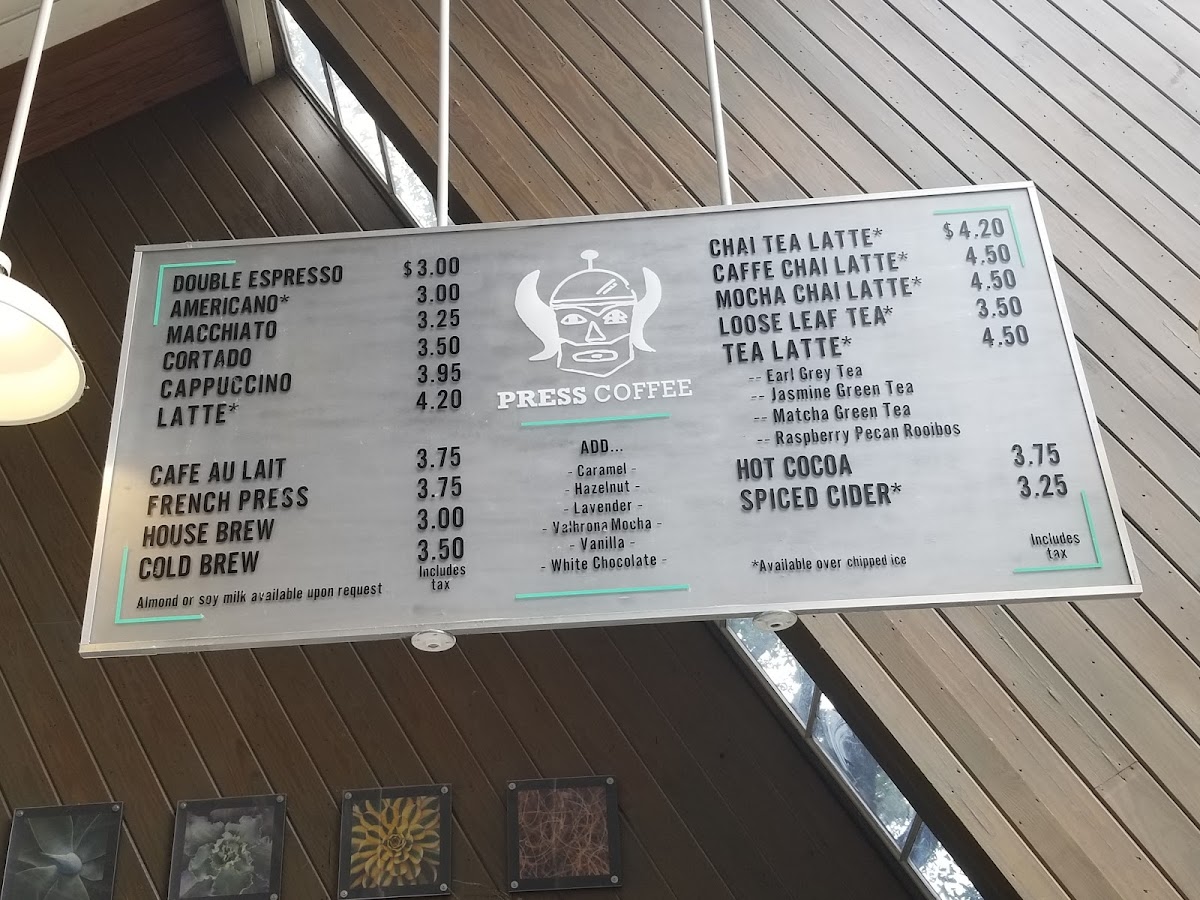 DOUBLE ESPRESSO $3.00
AMERICANO* 3.00
MACCHIATO 3.25
CORTADO 3.50
CAPPUCCINO 3.95
LATTE* 4.20
CAFE AU LAIT 3.75
FRENCH PRESS 3.75
HOUSE BREW 3.00
COLD BREW 3.50
Includes
tax
Almond or soy milk available upon request
PRESS COFFEE
ADD...
- Caramel -
- Hazelnut -
- Lavender -
- Valhrona Mocha -
- Vanilla -
- White Chocolate -
CHAI TEA LATTE* $4.20
CAFFE CHAI LATTE* 4.50
MOCHA CHAI LATTE* 4.50
LOOSE LEAF TEA* 3.50
TEA LATTE* 4.50
-- Earl Grey Tea
-- Jasmine Green Tea
-- Matcha Green Tea
-- Raspberry Pecan Rooibos
HOT COCOA 3.75
SPICED CIDER* 3.25
*Available over chipped ice
Includes
tax